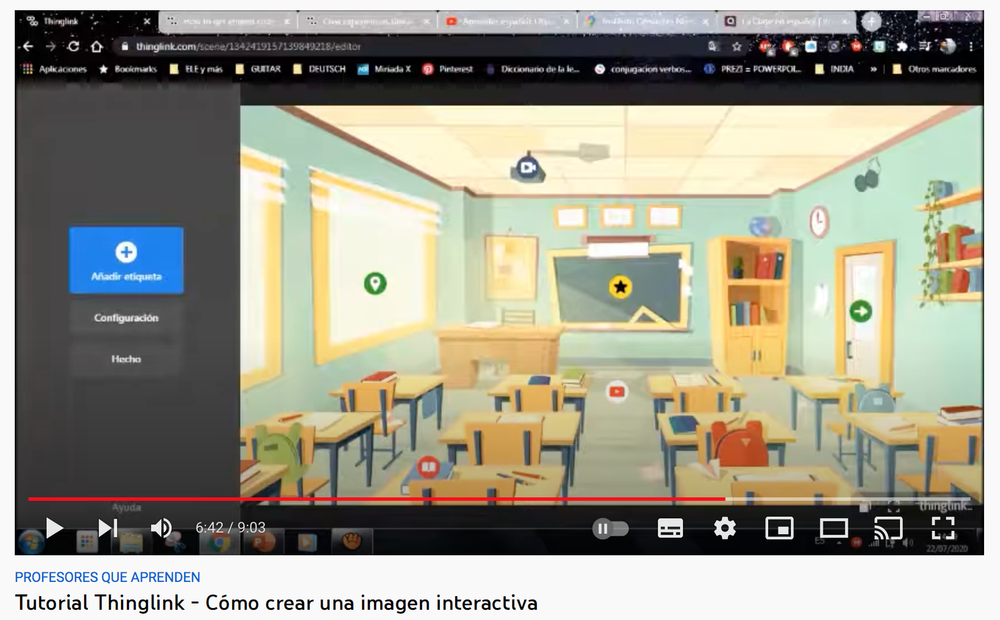 Thinglink
thinglink.com/scene/1342419157139849218/editor
Aplicaciones Bookmarks ELE y más GUITAR DEUTSCH Miriada X Pinterest Diccionario de la le... conjugacion verbos... PREZI = POWERPOI... INDIA » Otros marcadores
Añadir etiqueta
Configuración
Hecho
Ayuda
thinglink..
6:42 / 9:03
ES
22/07/2020
PROFESORES QUE APRENDEN
Tutorial Thinglink - Cómo crear una imagen interactiva